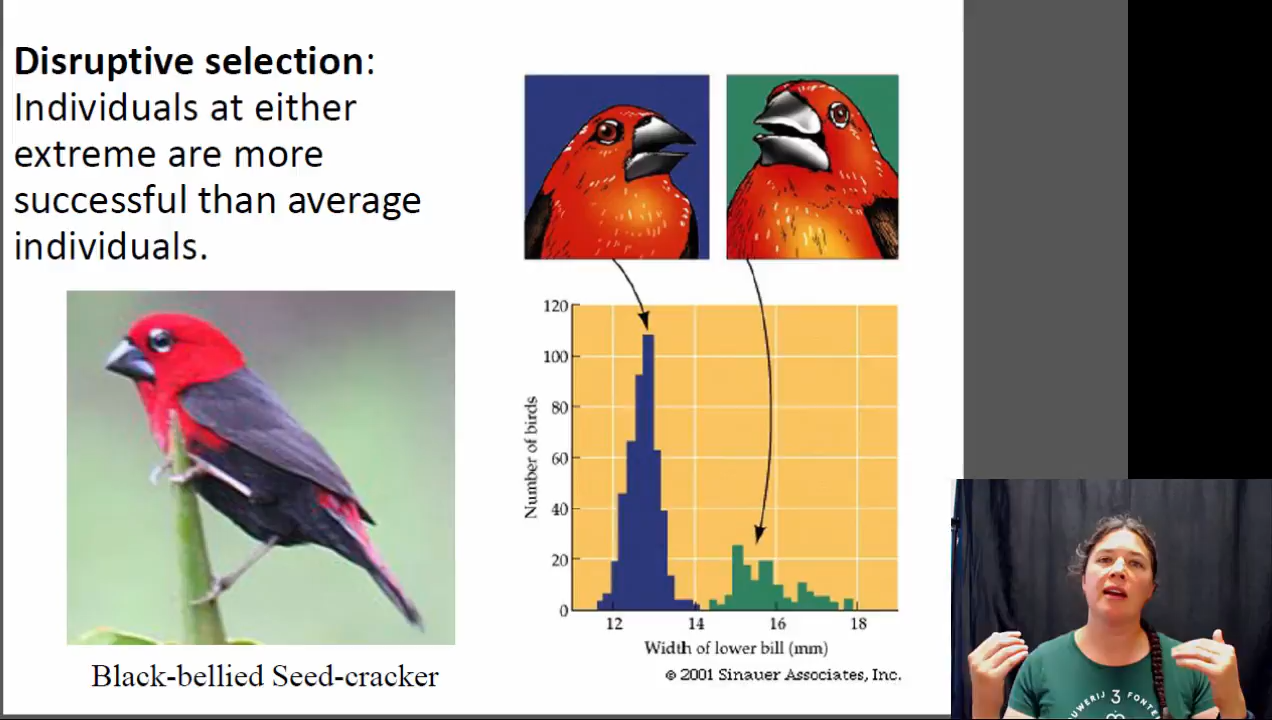 Disruptive selection:
Individuals at either
extreme are more
successful than average
individuals.
120
100
80
60
40
20
0
Number of birds
12 14 16 18
Width of lower bill (mm)
© 2001 Sinauer Associates, Inc.
Black-bellied Seed-cracker
3
FONTE